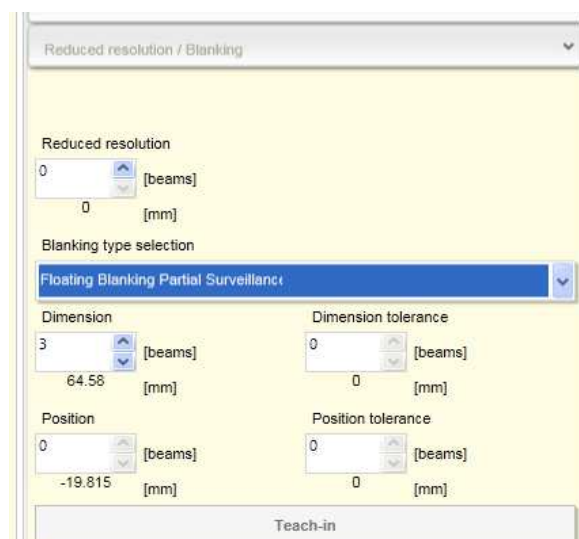 Reduced resolution / Blanking
Reduced resolution
0 [beams]
0 [mm]
Blanking type selection
Floating Blanking Partial Surveillance
Dimension Dimension tolerance
3 [beams] 0 [beams]
64.58 [mm] 0 [mm]
Position Position tolerance
0 [beams] 0 [beams]
-19.815 [mm] 0 [mm]
Teach-in